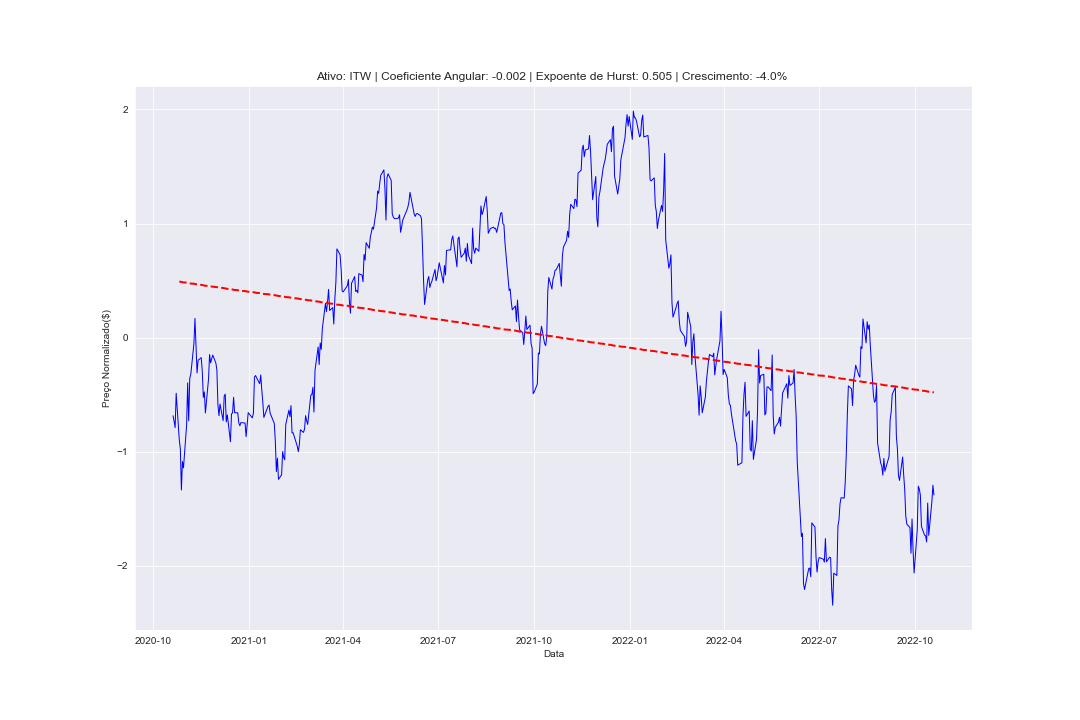 Ativo: ITW | Coeficiente Angular: -0.002 | Expoente de Hurst: 0.505 | Crescimento: -4.0%
Preço Normalizado($)
2
1
0
−1
−2
2020-10 2021-01 2021-04 2021-07 2021-10 2022-01 2022-04 2022-07 2022-10
Data